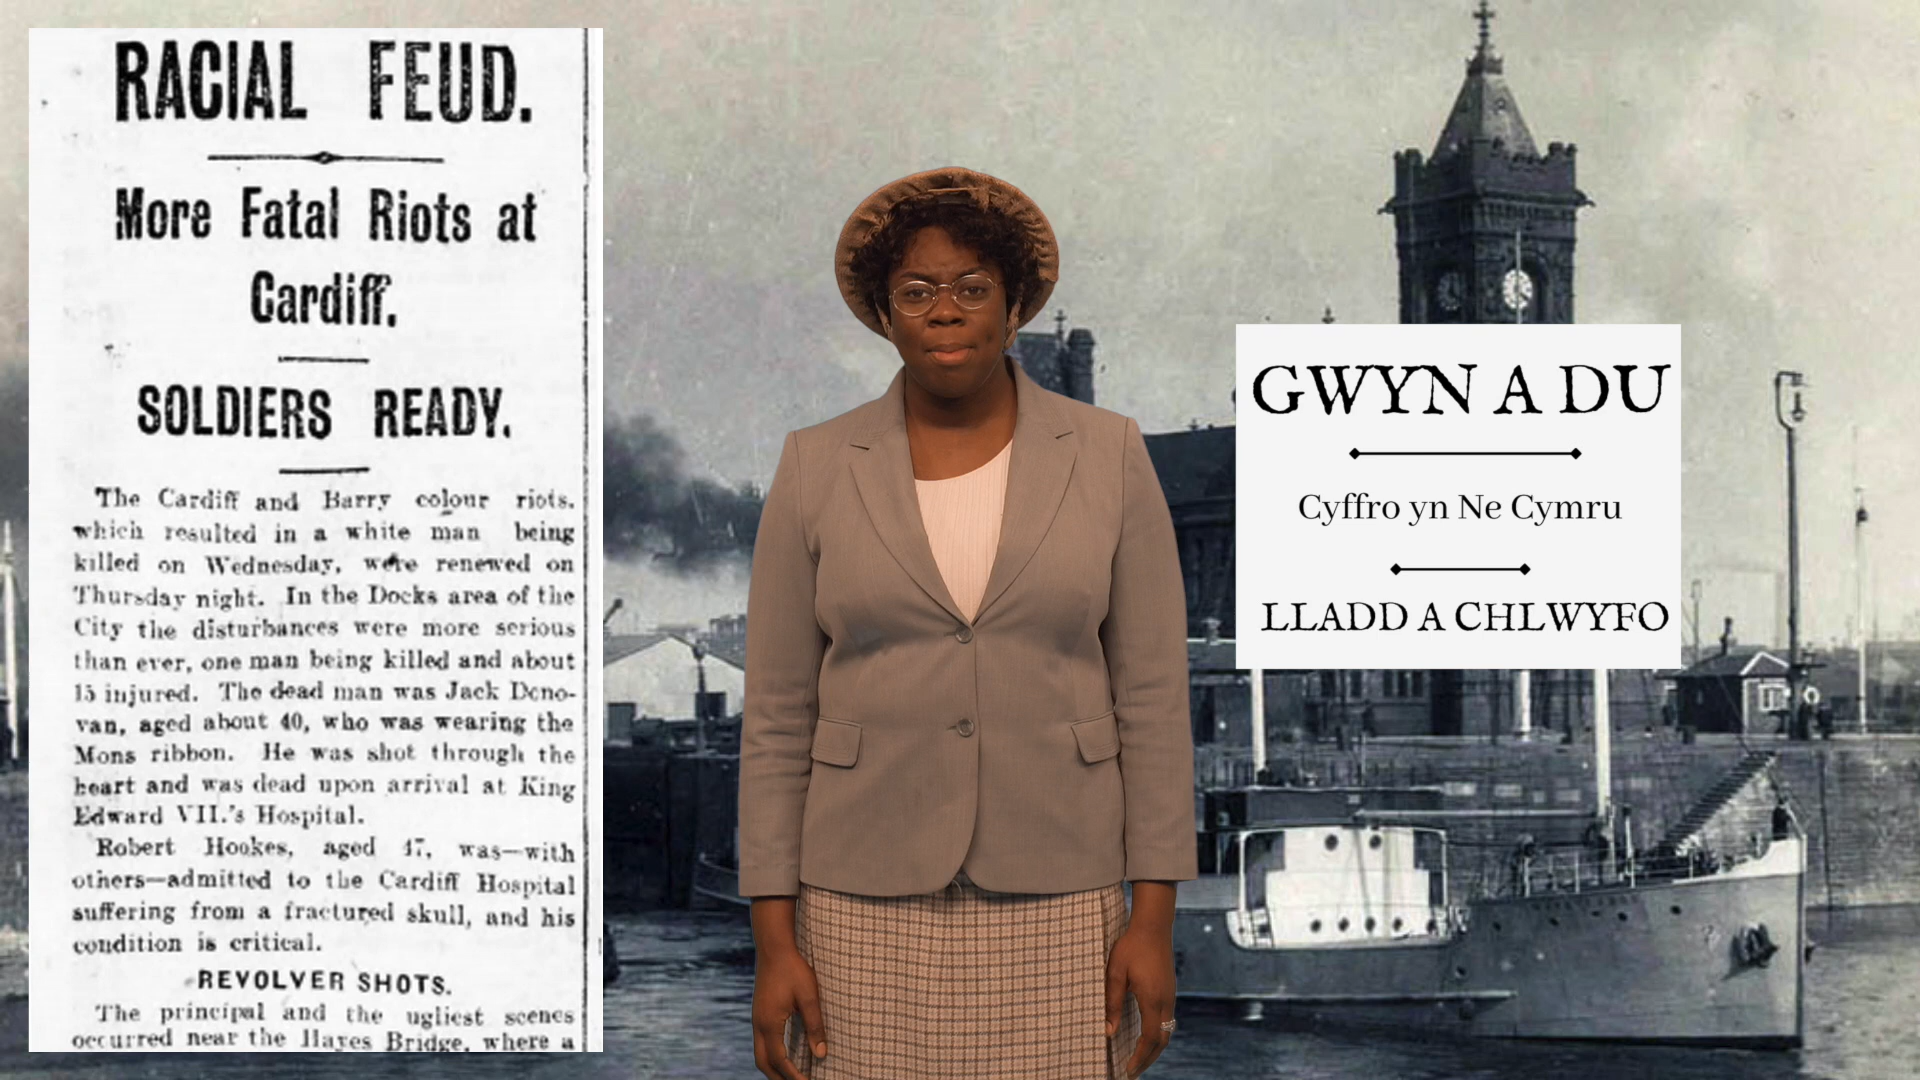 RACIAL FEUD.
More Fatal Riots at
Cardiff.
SOLDIERS READY.
The Cardiff and Barry colour riots,
which resulted in a white man being
killed on Wednesday, were renewed on
Thursday night. In the Docks area of the
City the disturbances were more serious
than ever, one man being killed and about
15 injured. The dead man was Jack Dono-
van, aged about 40, who was wearing the
Mons ribbon. He was shot through the
heart and was dead upon arrival at King
Edward VII.'s Hospital.
Robert Hookes, aged 47, was—with
others—admitted to the Cardiff Hospital
suffering from a fractured skull, and his
condition is critical.
REVOLVER SHOTS.
The principal and the ugliest scenes
occurred near the Hayes Bridge, where a
GWYN A DU
Cyffro yn Ne Cymru
LLADD A CHLWYFO